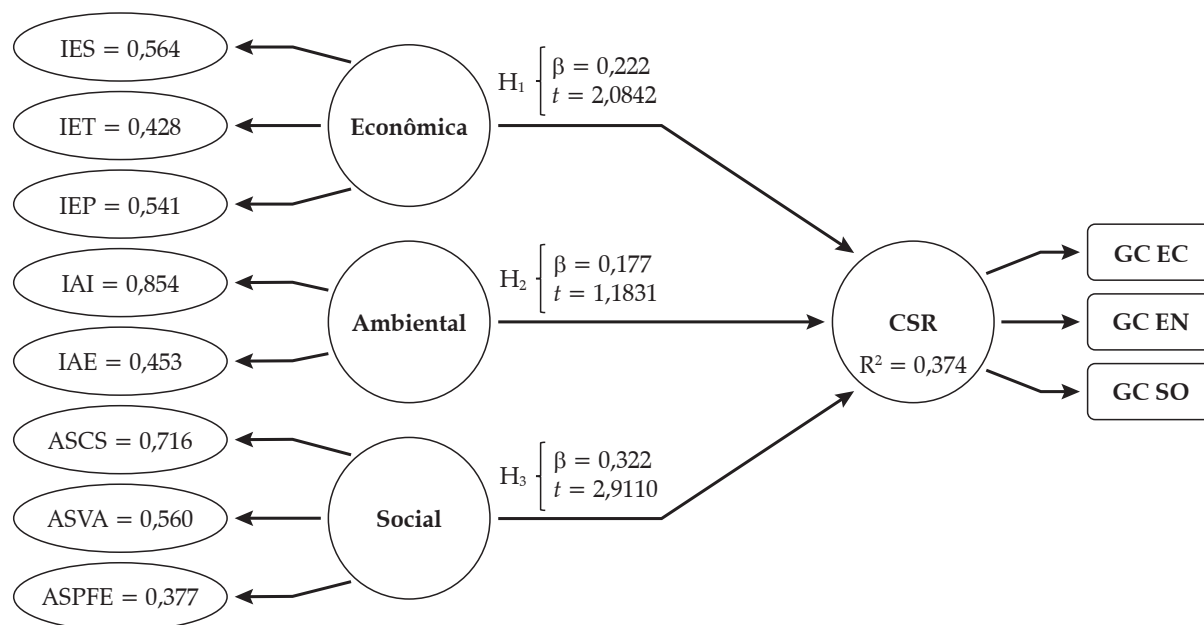 IES = 0,564
IET = 0,428
IEP = 0,541
Econômica
H₁
β = 0,222
t = 2,0842
IAI = 0,854
IAE = 0,453
Ambiental
H₂
β = 0,177
t = 1,1831
ASCS = 0,716
ASVA = 0,560
ASPFE = 0,377
Social
H₃
β = 0,322
t = 2,9110
CSR
R² = 0,374
GC EC
GC EN
GC SO